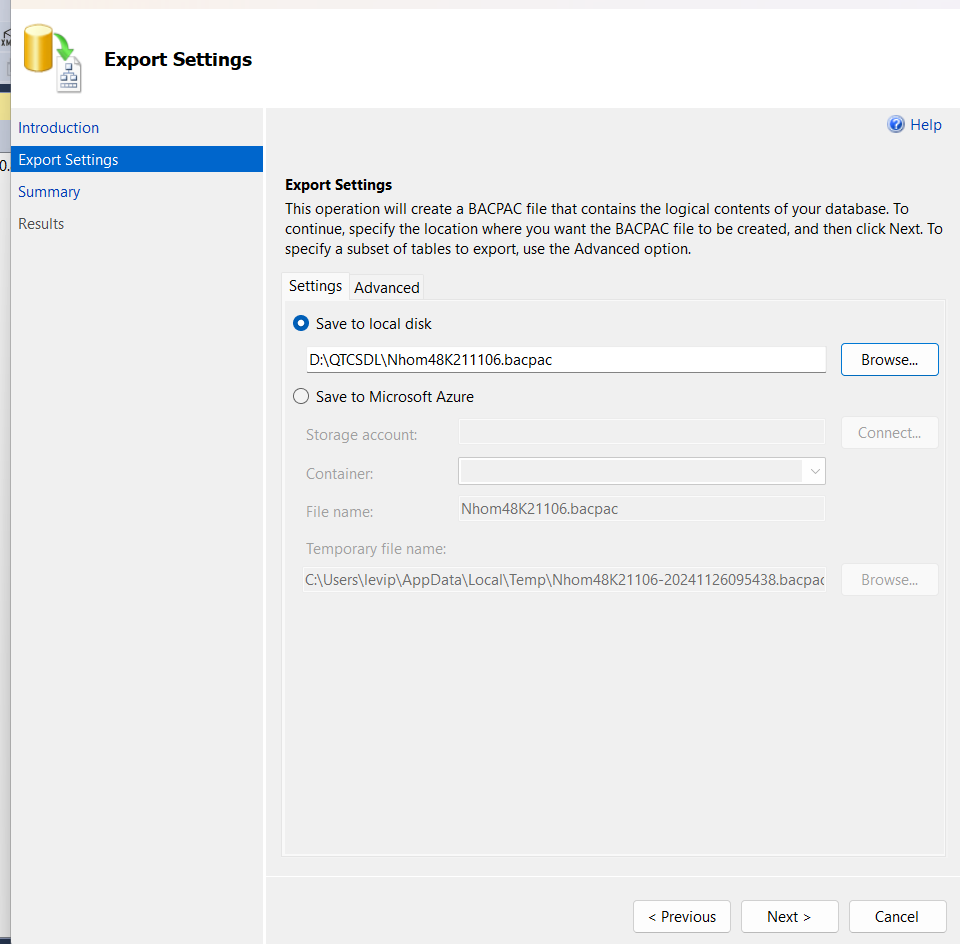 Export Settings
Introduction
Export Settings
Summary
Results
Help
Export Settings
This operation will create a BACPAC file that contains the logical contents of your database. To
continue, specify the location where you want the BACPAC file to be created, and then click Next. To
specify a subset of tables to export, use the Advanced option.
Settings Advanced
Save to local disk
D:\QTCSDL\Nhom48K211106.bacpac Browse...
Save to Microsoft Azure
Storage account: Connect...
Container:
File name: Nhom48K21106.bacpac
Temporary file name:
C:\Users\levip\AppData\Local\Temp\Nhom48K21106-20241126095438.bacpac Browse...
< Previous Next > Cancel